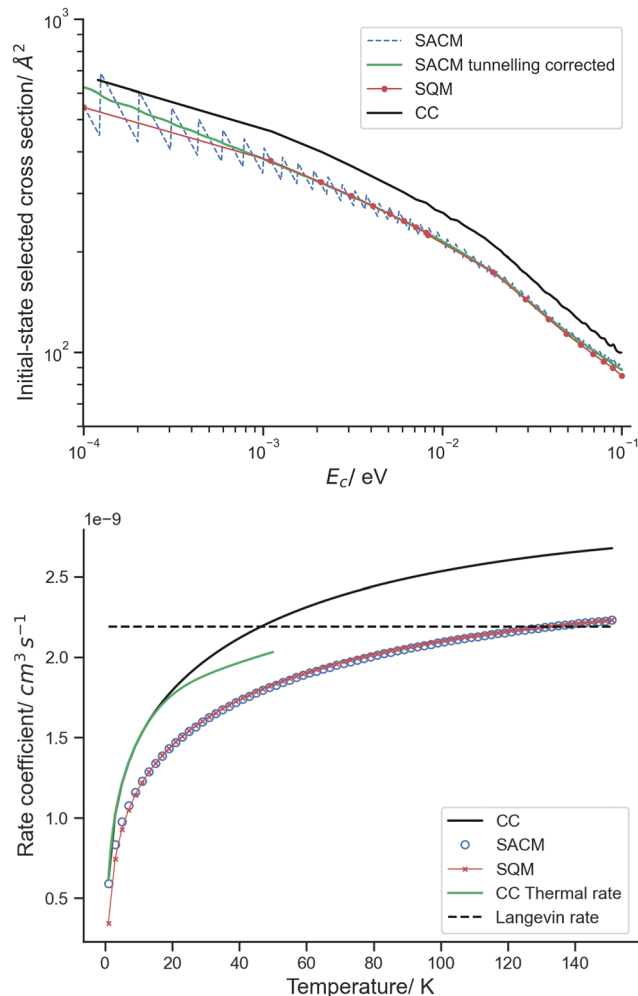 10³
SACM
SACM tunnelling corrected
SQM
CC
Initial-state selected cross section/ Å²
10²
10⁻⁴
10⁻³
10⁻²
10⁻¹
E_c/ eV
1e−9
2.5
Rate coefficient/ cm³ s⁻¹
2.0
1.5
1.0
CC
SACM
SQM
CC Thermal rate
Langevin rate
0.5
0 20 40 60 80 100 120 140
Temperature/ K